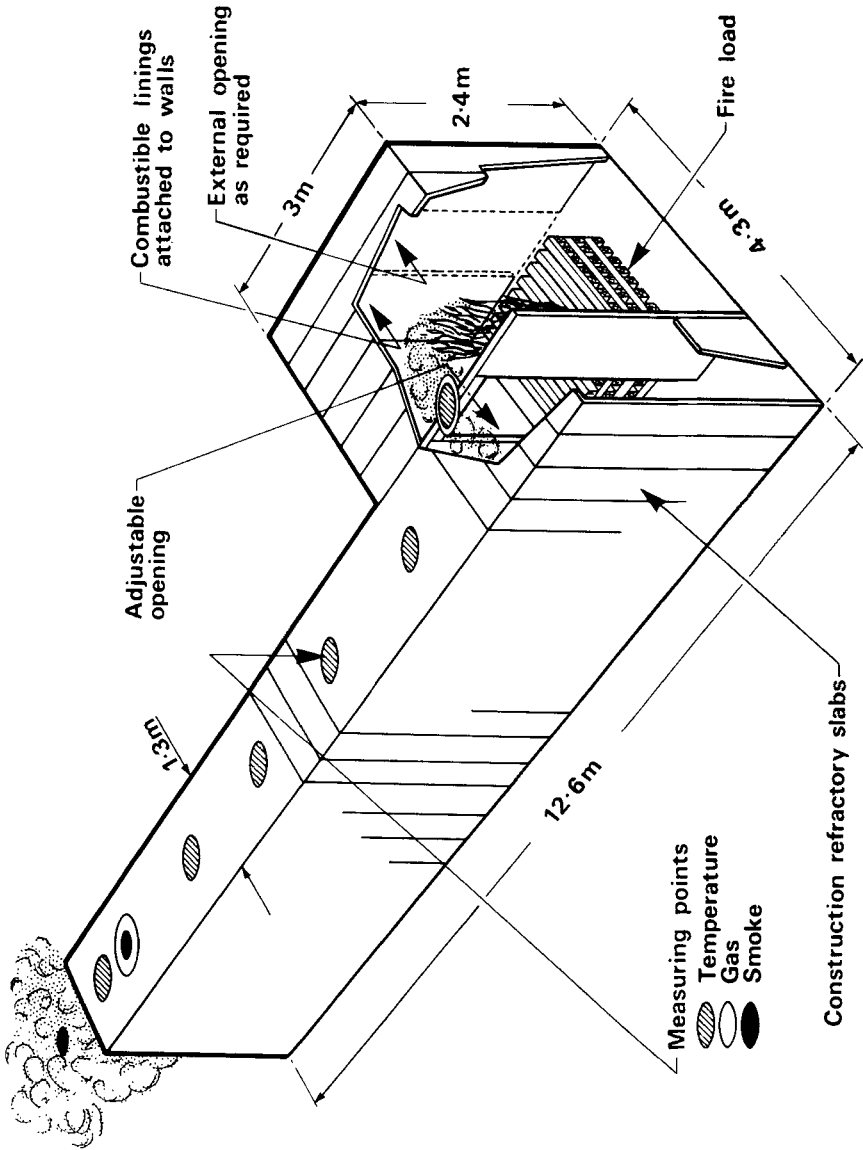 Combustible linings
attached to walls
External opening
as required
Adjustable
opening
3m
2·4m
1·3m
Fire load
4·3m
12·6m
Measuring points
Temperature
Gas
Smoke
Construction refractory slabs